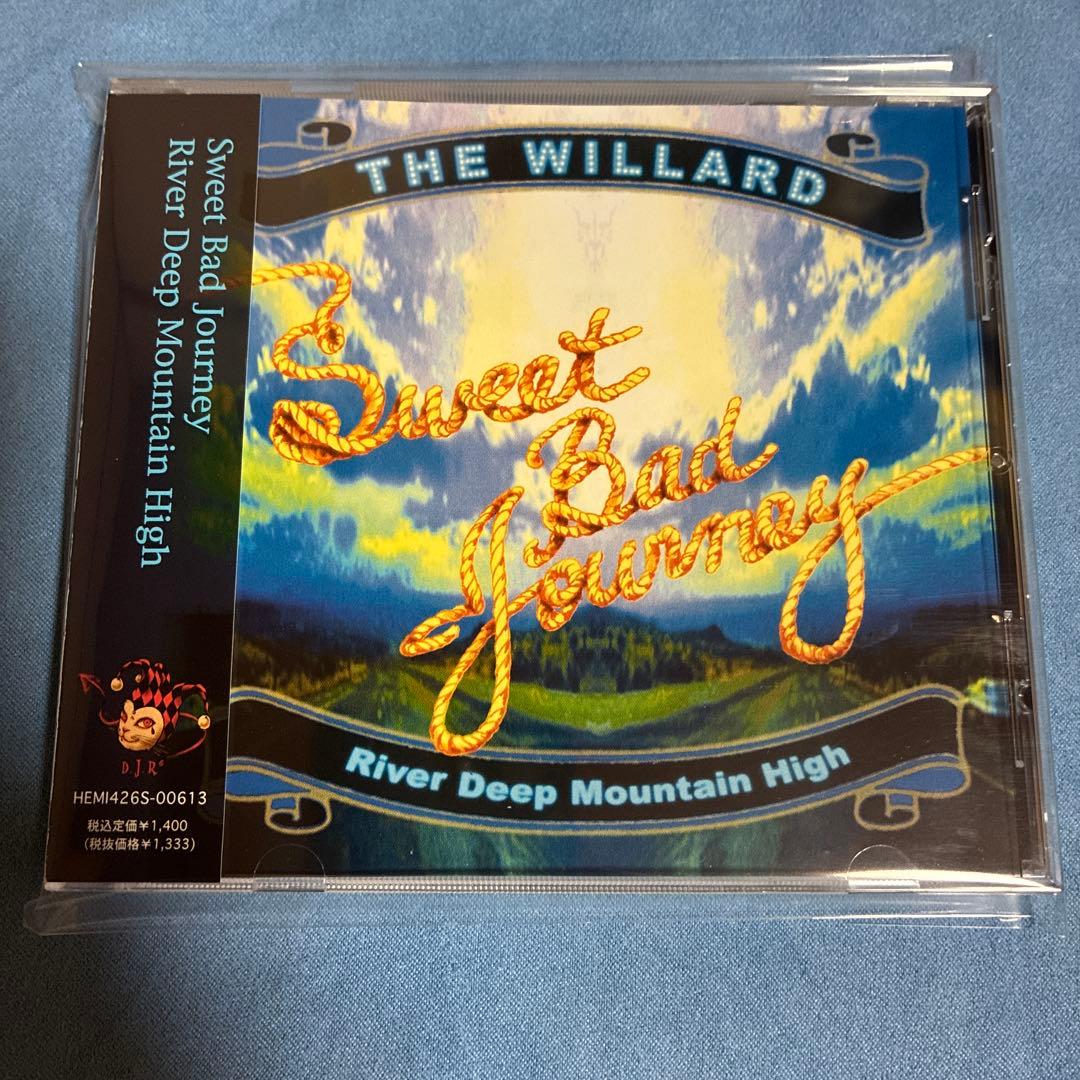 Sweet Bad Journey
River Deep Mountain High
D.J.R®
HEMI426S-00613
税込定価¥1,400
(税抜価格¥1,333)
THE WILLARD
Sweet
Bad
Journey
River Deep Mountain High